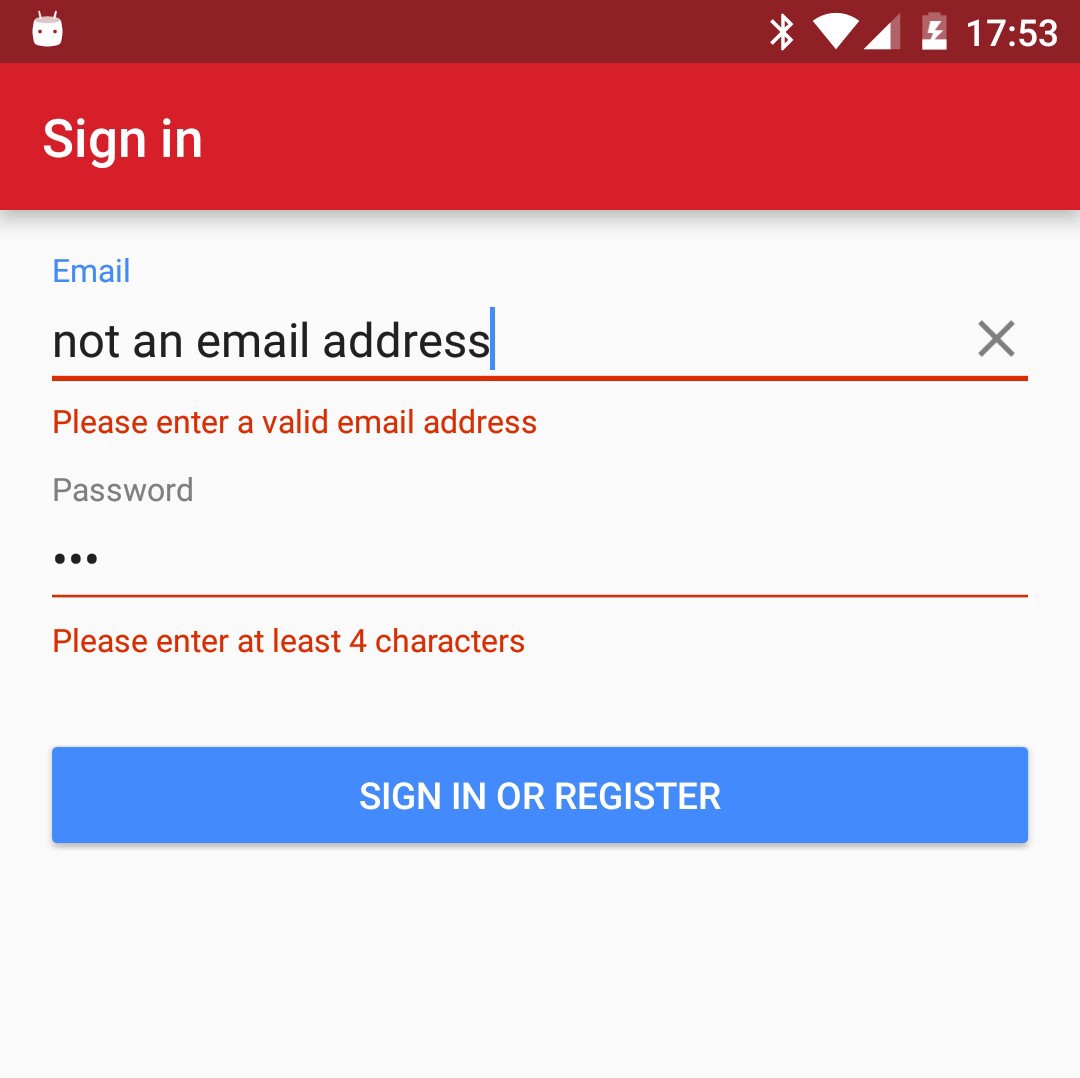 17:53
Sign in
Email
not an email address
Please enter a valid email address
Password
•••
Please enter at least 4 characters
SIGN IN OR REGISTER